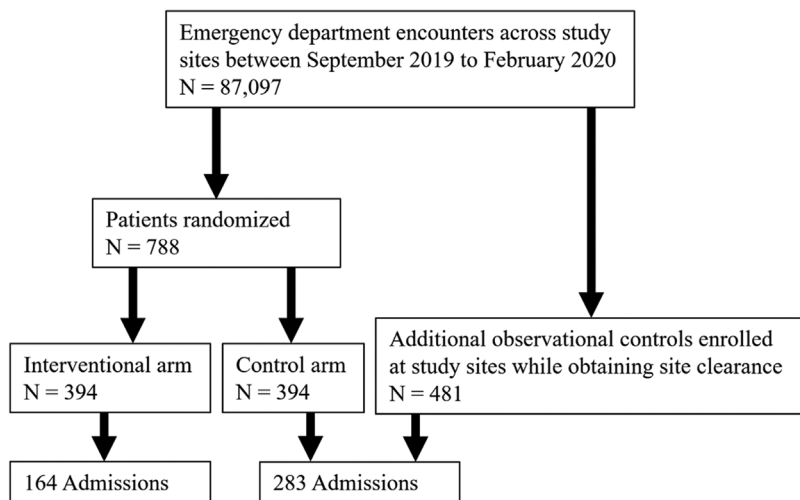 Emergency department encounters across study
sites between September 2019 to February 2020
N = 87,097
Patients randomized
N = 788
Interventional arm
N = 394
Control arm
N = 394
Additional observational controls enrolled
at study sites while obtaining site clearance
N = 481
164 Admissions
283 Admissions